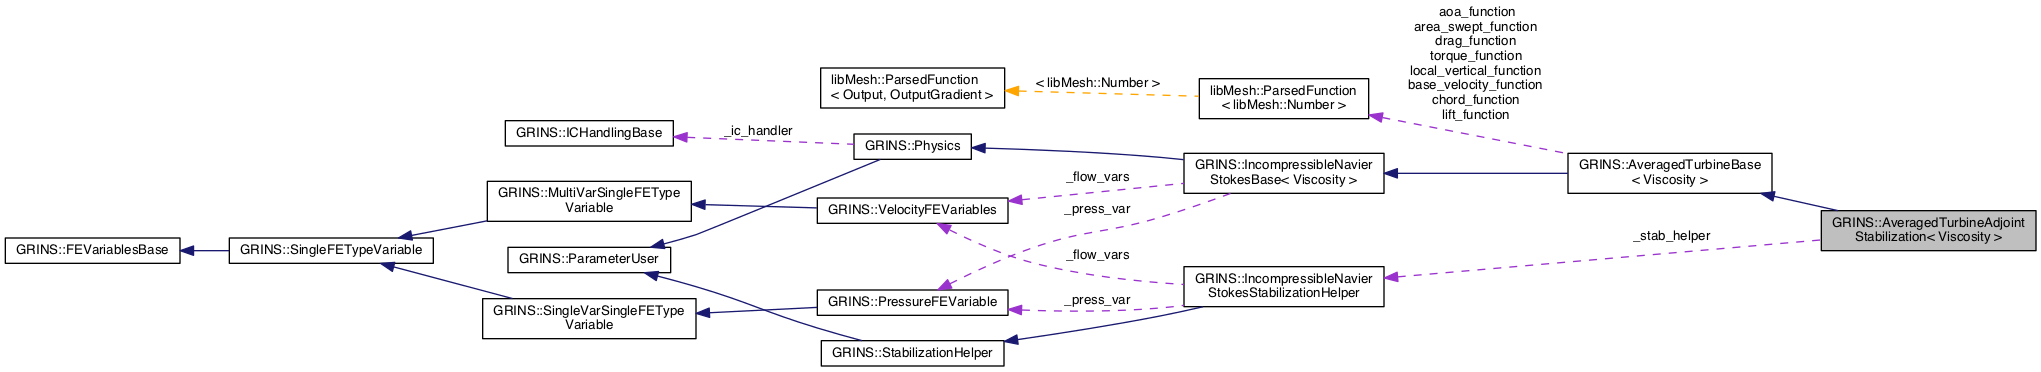 aoa_function
area_swept_function
drag_function
torque_function
local_vertical_function
base_velocity_function
chord_function
lift_function
libMesh::ParsedFunction
< Output, OutputGradient >
< libMesh::Number >
libMesh::ParsedFunction
< libMesh::Number >
GRINS::ICHandlingBase
_ic_handler
GRINS::Physics
GRINS::IncompressibleNavier
StokesBase< Viscosity >
GRINS::AveragedTurbineBase
< Viscosity >
GRINS::MultiVarSingleFEType
Variable
_flow_vars
GRINS::VelocityFEVariables
_press_var
GRINS::AveragedTurbineAdjoint
Stabilization< Viscosity >
_stab_helper
GRINS::FEVariablesBase
GRINS::SingleFETypeVariable
GRINS::ParameterUser
_flow_vars
GRINS::IncompressibleNavier
StokesStabilizationHelper
GRINS::SingleVarSingleFEType
Variable
GRINS::PressureFEVariable
_press_var
GRINS::StabilizationHelper